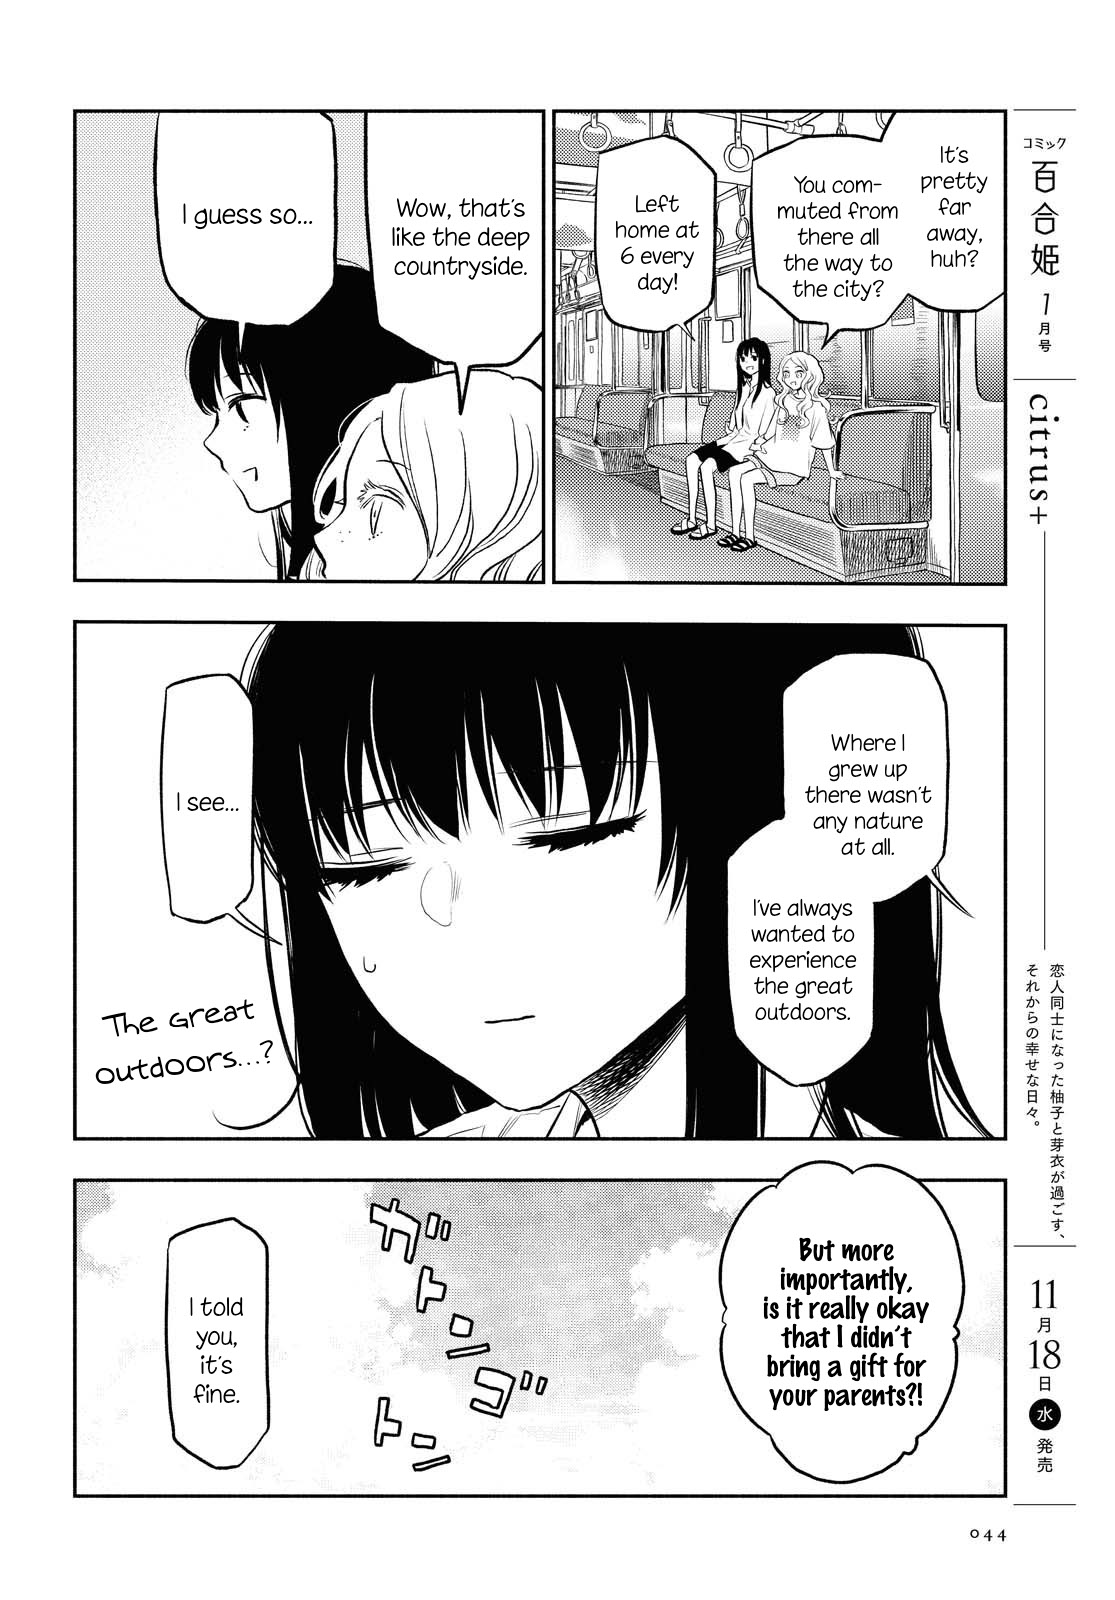 It's
pretty
far
away,
huh?
You com-
muted from
there all
the way to
the city?
Left
home at
6 every
day!
Wow, that's
like the deep
countryside.
I guess so...
Where I
grew up
there wasn't
any nature
at all.
I've always
wanted to
experience
the great
outdoors.
I see...
The Great
outdoors...?
But more
importantly,
is it really okay
that I didn't
bring a gift for
your parents?!
ガトンゴトン
I told
you,
it's
fine.
コミック
百合姫
1月号
citrus+
恋人同士になった柚子と芽衣が過ごす、
それからの幸せな日々。
11月18日水発売
044